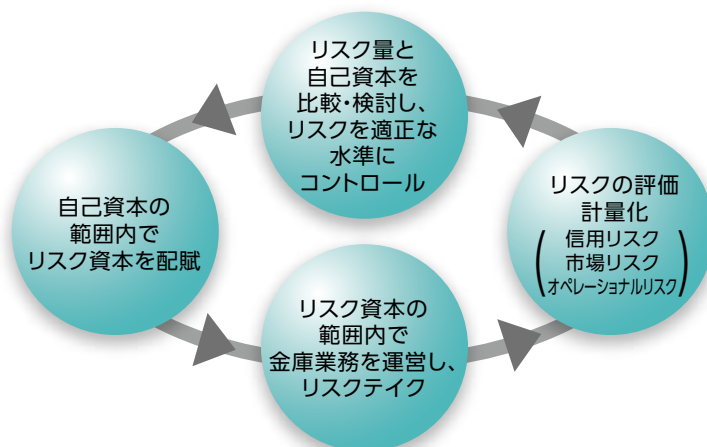 リスク量と
自己資本を
比較・検討し、
リスクを適正な
水準に
コントロール
自己資本の
範囲内で
リスク資本を配賦
リスクの評価
計量化
(信用リスク
市場リスク
オペレーショナルリスク)
リスク資本の
範囲内で
金庫業務を運営し、
リスクテイク